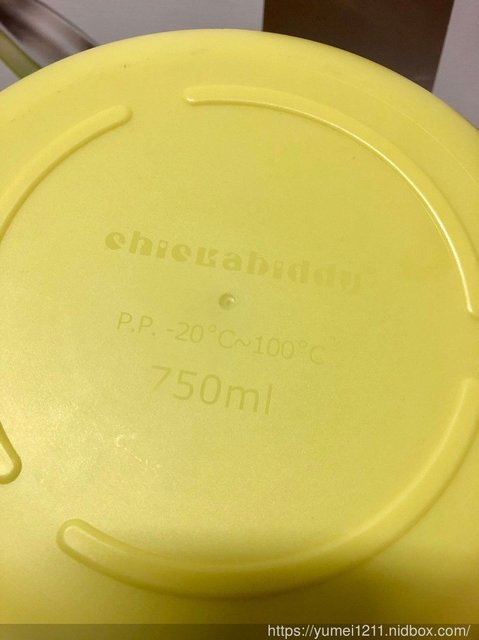 chickabiddy
P.P. -20°C~100°C
750ml
https://yumei1211.nidbox.com/